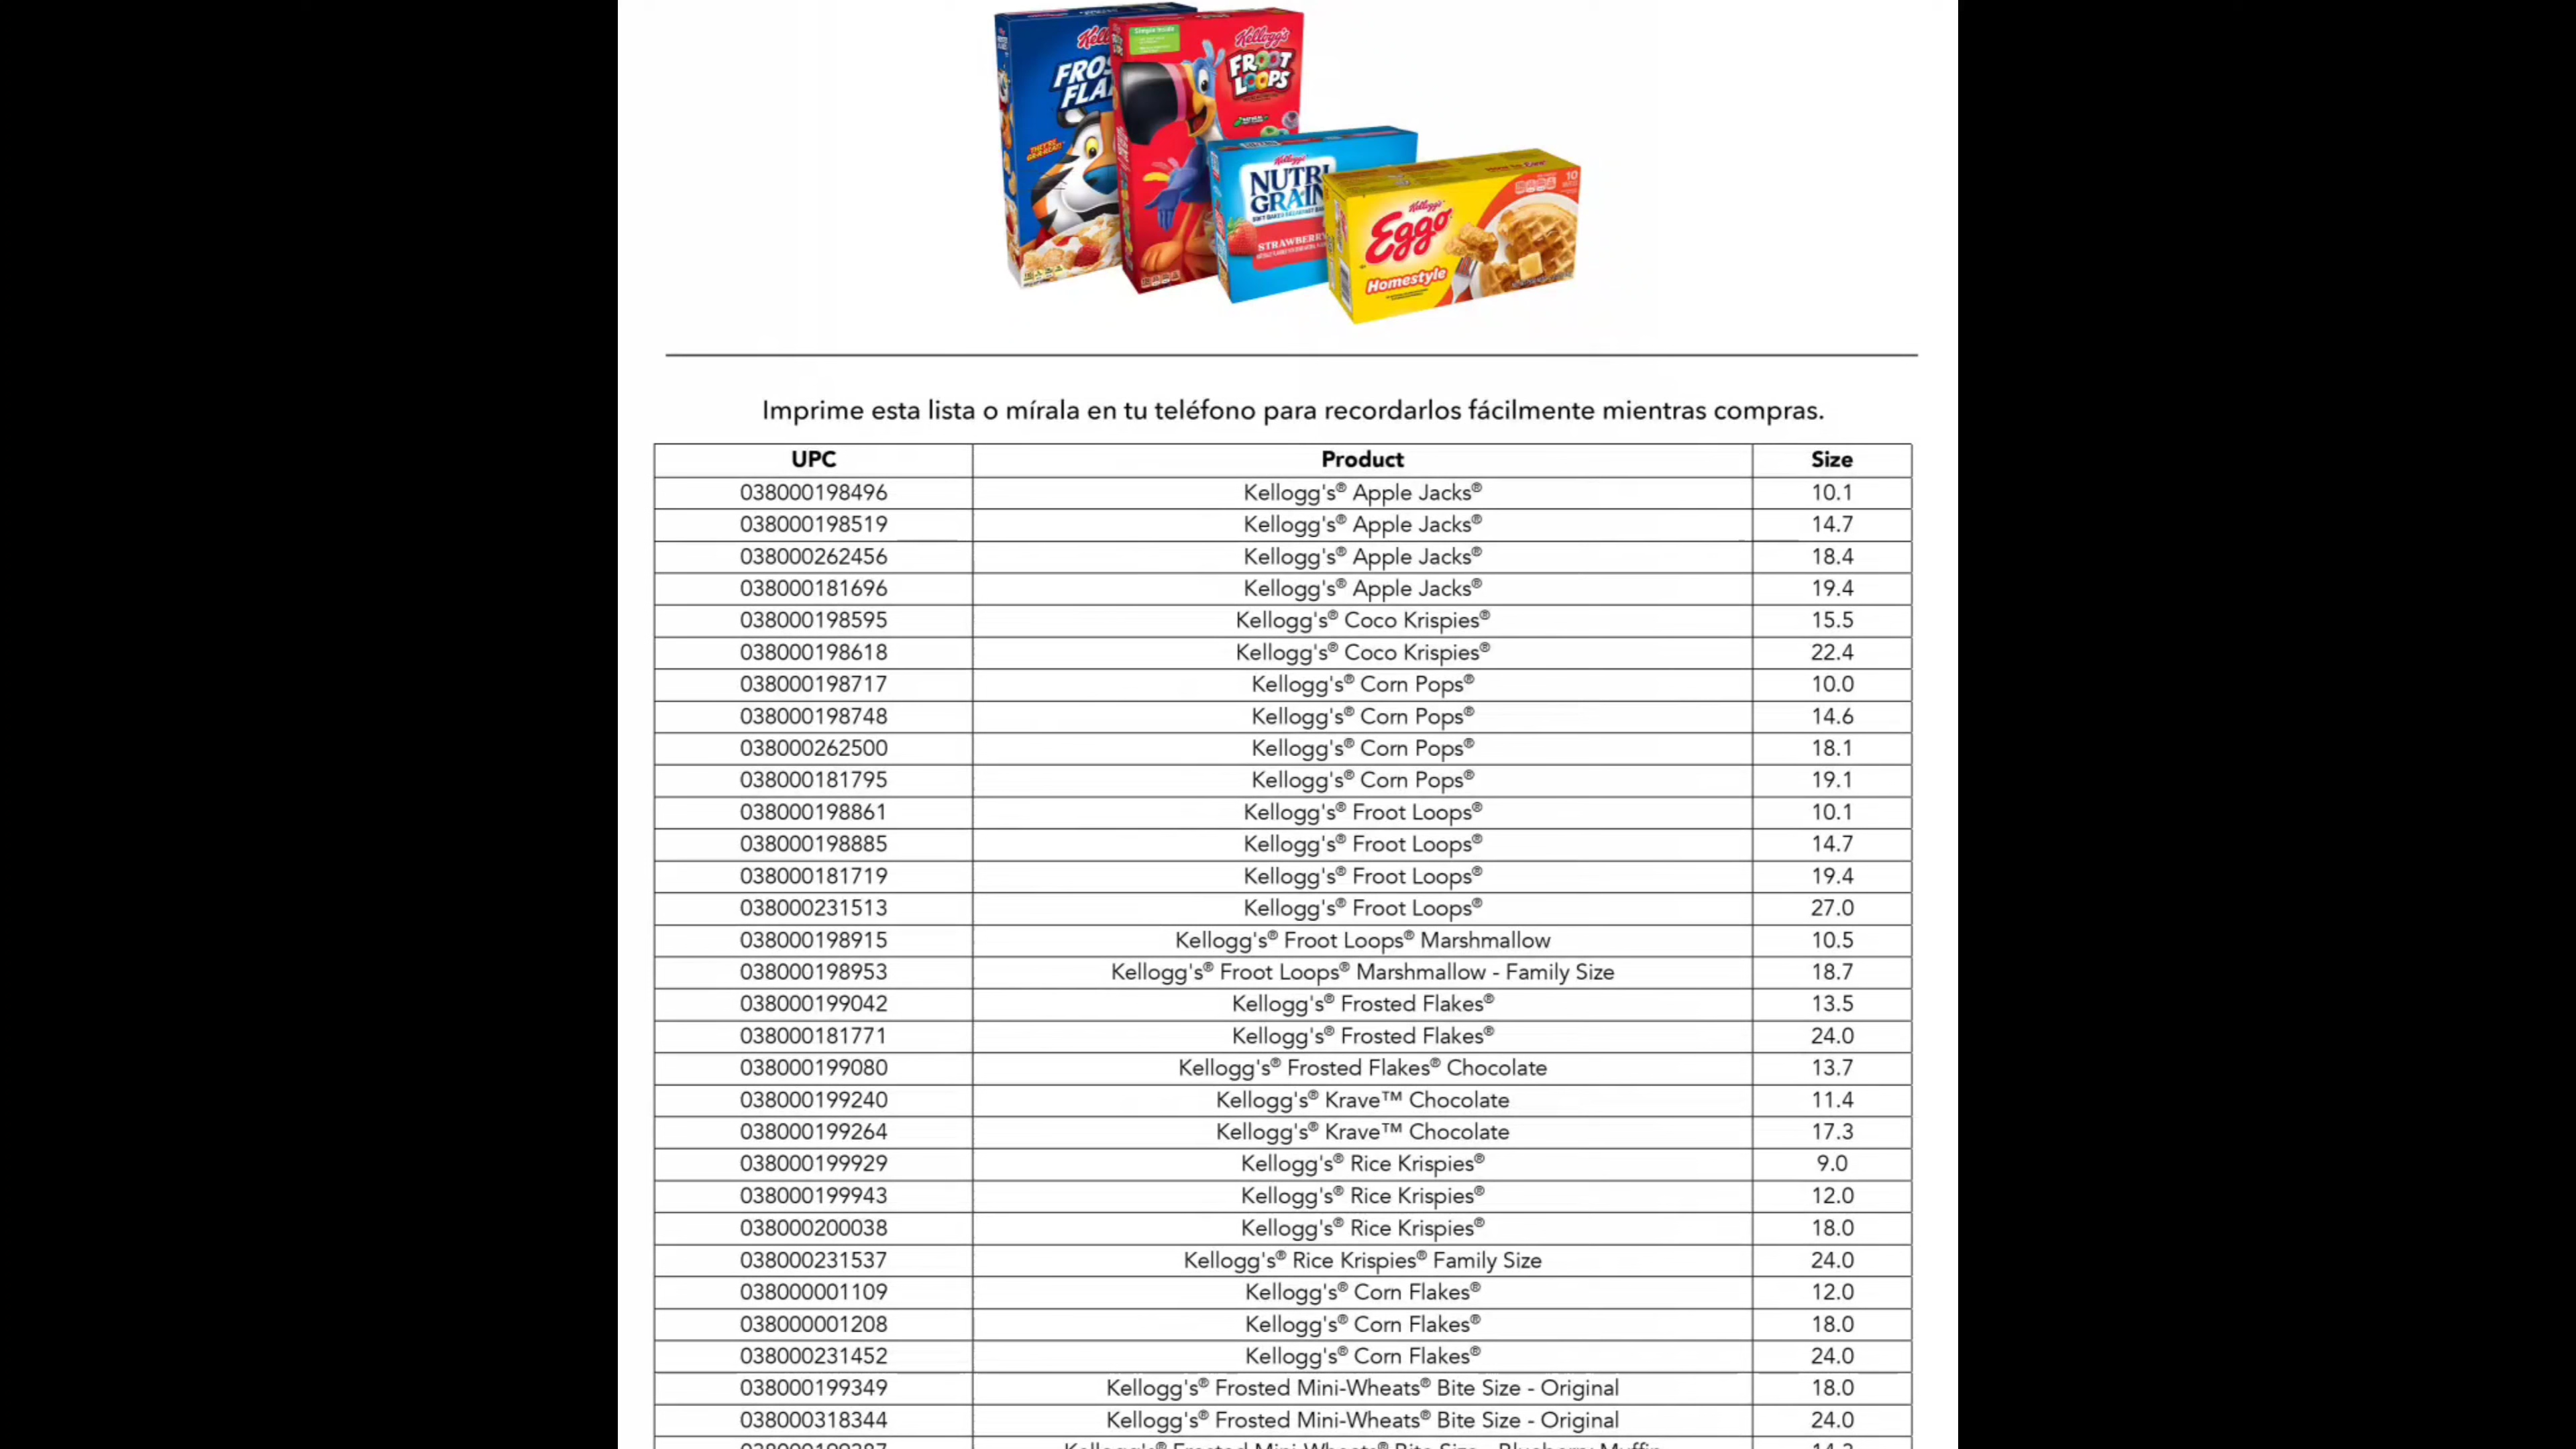 Kellogg's
FROOT
LOOPS
Kellogg's
NUTRI
GRAIN
STRAWBERRY
Kellogg's
Eggo
Homestyle
10
Imprime esta lista o mírala en tu teléfono para recordarlos fácilmente mientras compras.
UPC Product Size
038000198496 Kellogg's® Apple Jacks® 10.1
038000198519 Kellogg's® Apple Jacks® 14.7
038000262456 Kellogg's® Apple Jacks® 18.4
038000181696 Kellogg's® Apple Jacks® 19.4
038000198595 Kellogg's® Coco Krispies® 15.5
038000198618 Kellogg's® Coco Krispies® 22.4
038000198717 Kellogg's® Corn Pops® 10.0
038000198748 Kellogg's® Corn Pops® 14.6
038000262500 Kellogg's® Corn Pops® 18.1
038000181795 Kellogg's® Corn Pops® 19.1
038000198861 Kellogg's® Froot Loops® 10.1
038000198885 Kellogg's® Froot Loops® 14.7
038000181719 Kellogg's® Froot Loops® 19.4
038000231513 Kellogg's® Froot Loops® 27.0
038000198915 Kellogg's® Froot Loops® Marshmallow 10.5
038000198953 Kellogg's® Froot Loops® Marshmallow - Family Size 18.7
038000199042 Kellogg's® Frosted Flakes® 13.5
038000181771 Kellogg's® Frosted Flakes® 24.0
038000199080 Kellogg's® Frosted Flakes® Chocolate 13.7
038000199240 Kellogg's® Krave™ Chocolate 11.4
038000199264 Kellogg's® Krave™ Chocolate 17.3
038000199929 Kellogg's® Rice Krispies® 9.0
038000199943 Kellogg's® Rice Krispies® 12.0
038000200038 Kellogg's® Rice Krispies® 18.0
038000231537 Kellogg's® Rice Krispies® Family Size 24.0
038000001109 Kellogg's® Corn Flakes® 12.0
038000001208 Kellogg's® Corn Flakes® 18.0
038000231452 Kellogg's® Corn Flakes® 24.0
038000199349 Kellogg's® Frosted Mini-Wheats® Bite Size - Original 18.0
038000318344 Kellogg's® Frosted Mini-Wheats® Bite Size - Original 24.0